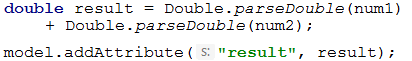 double result = Double.parseDouble(num1)
    + Double.parseDouble(num2);
model.addAttribute( s: "result", result);